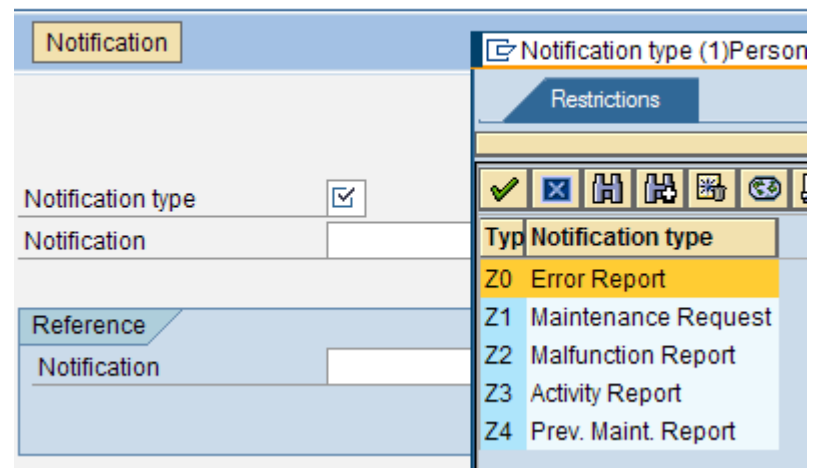 Notification
Notification type (1)Person
Restrictions
Notification type
Notification
Reference
Notification
Typ Notification type
Z0 Error Report
Z1 Maintenance Request
Z2 Malfunction Report
Z3 Activity Report
Z4 Prev. Maint. Report